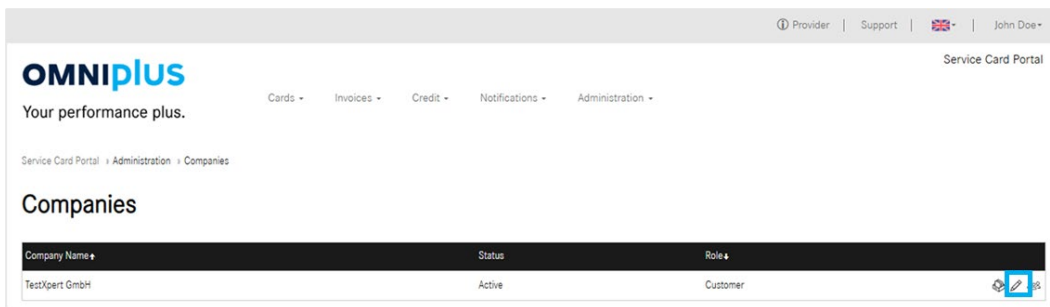 Provider | Support | John Doe
Service Card Portal
OMNIplus
Your performance plus.
Cards Invoices Credit Notifications Administration
Service Card Portal Administration Companies
Companies
Company Name Status Role
TestXpert GmbH Active Customer